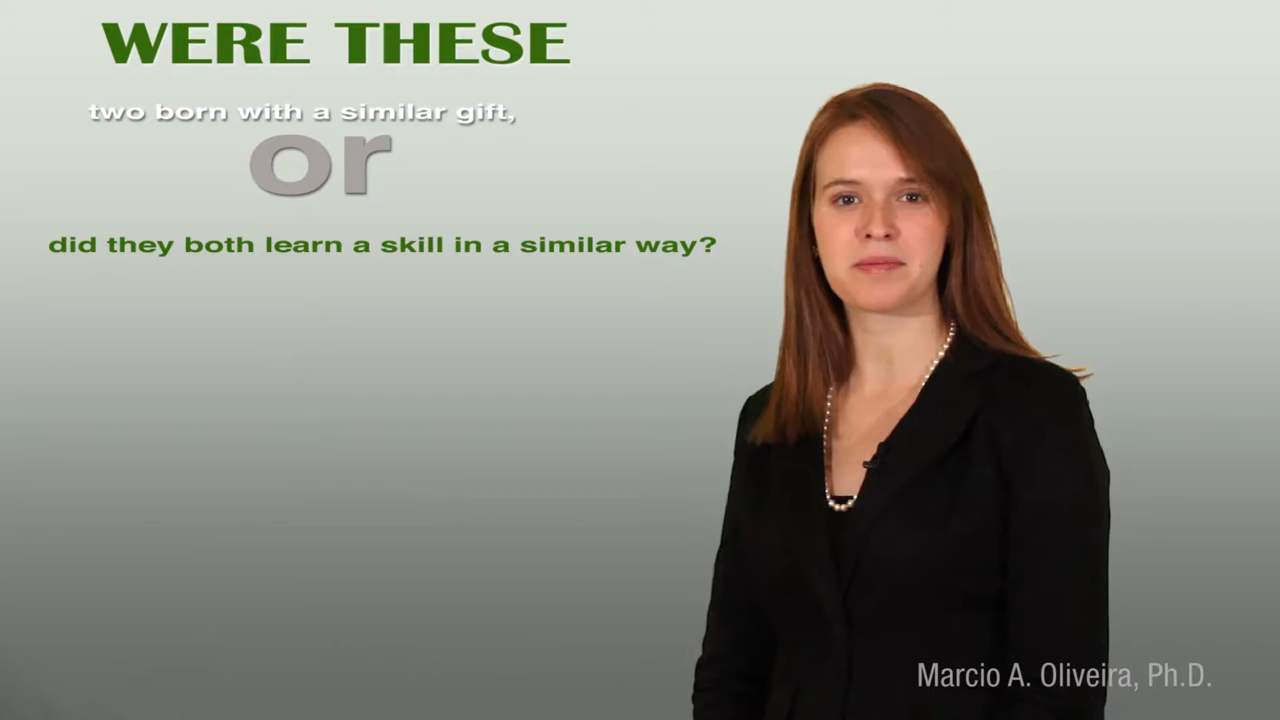 WERE THESE
two born with a similar gift,
or
did they both learn a skill in a similar way?
Marcio A. Oliveira, Ph.D.